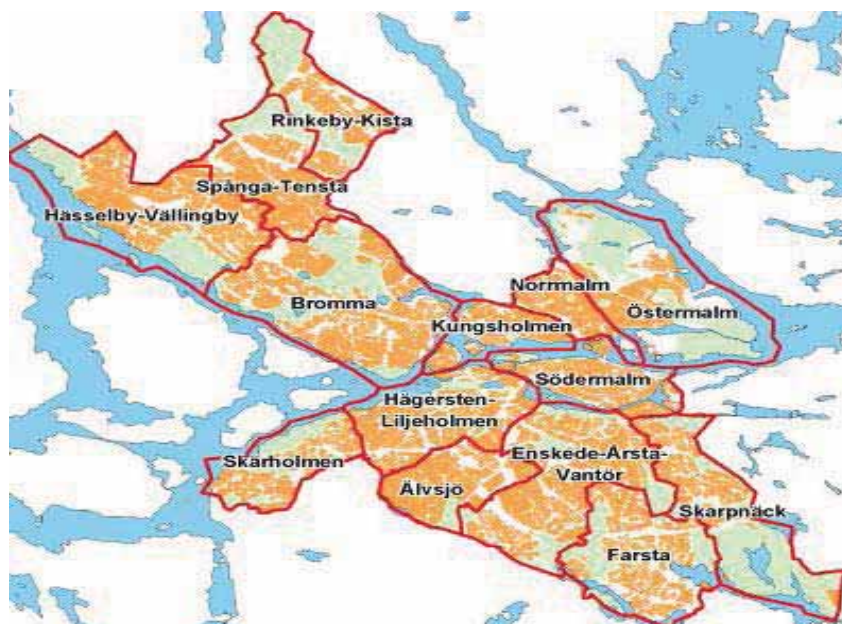 Rinkeby-Kista
Spånga-Tensta
Hässelby-Vällingby
Bromma
Norrmalm
Östermalm
Kungsholmen
Södermalm
Hägersten-
Liljeholmen
Enskede-Årsta-
Vantör
Skärholmen
Älvsjö
Skarpnäck
Farsta